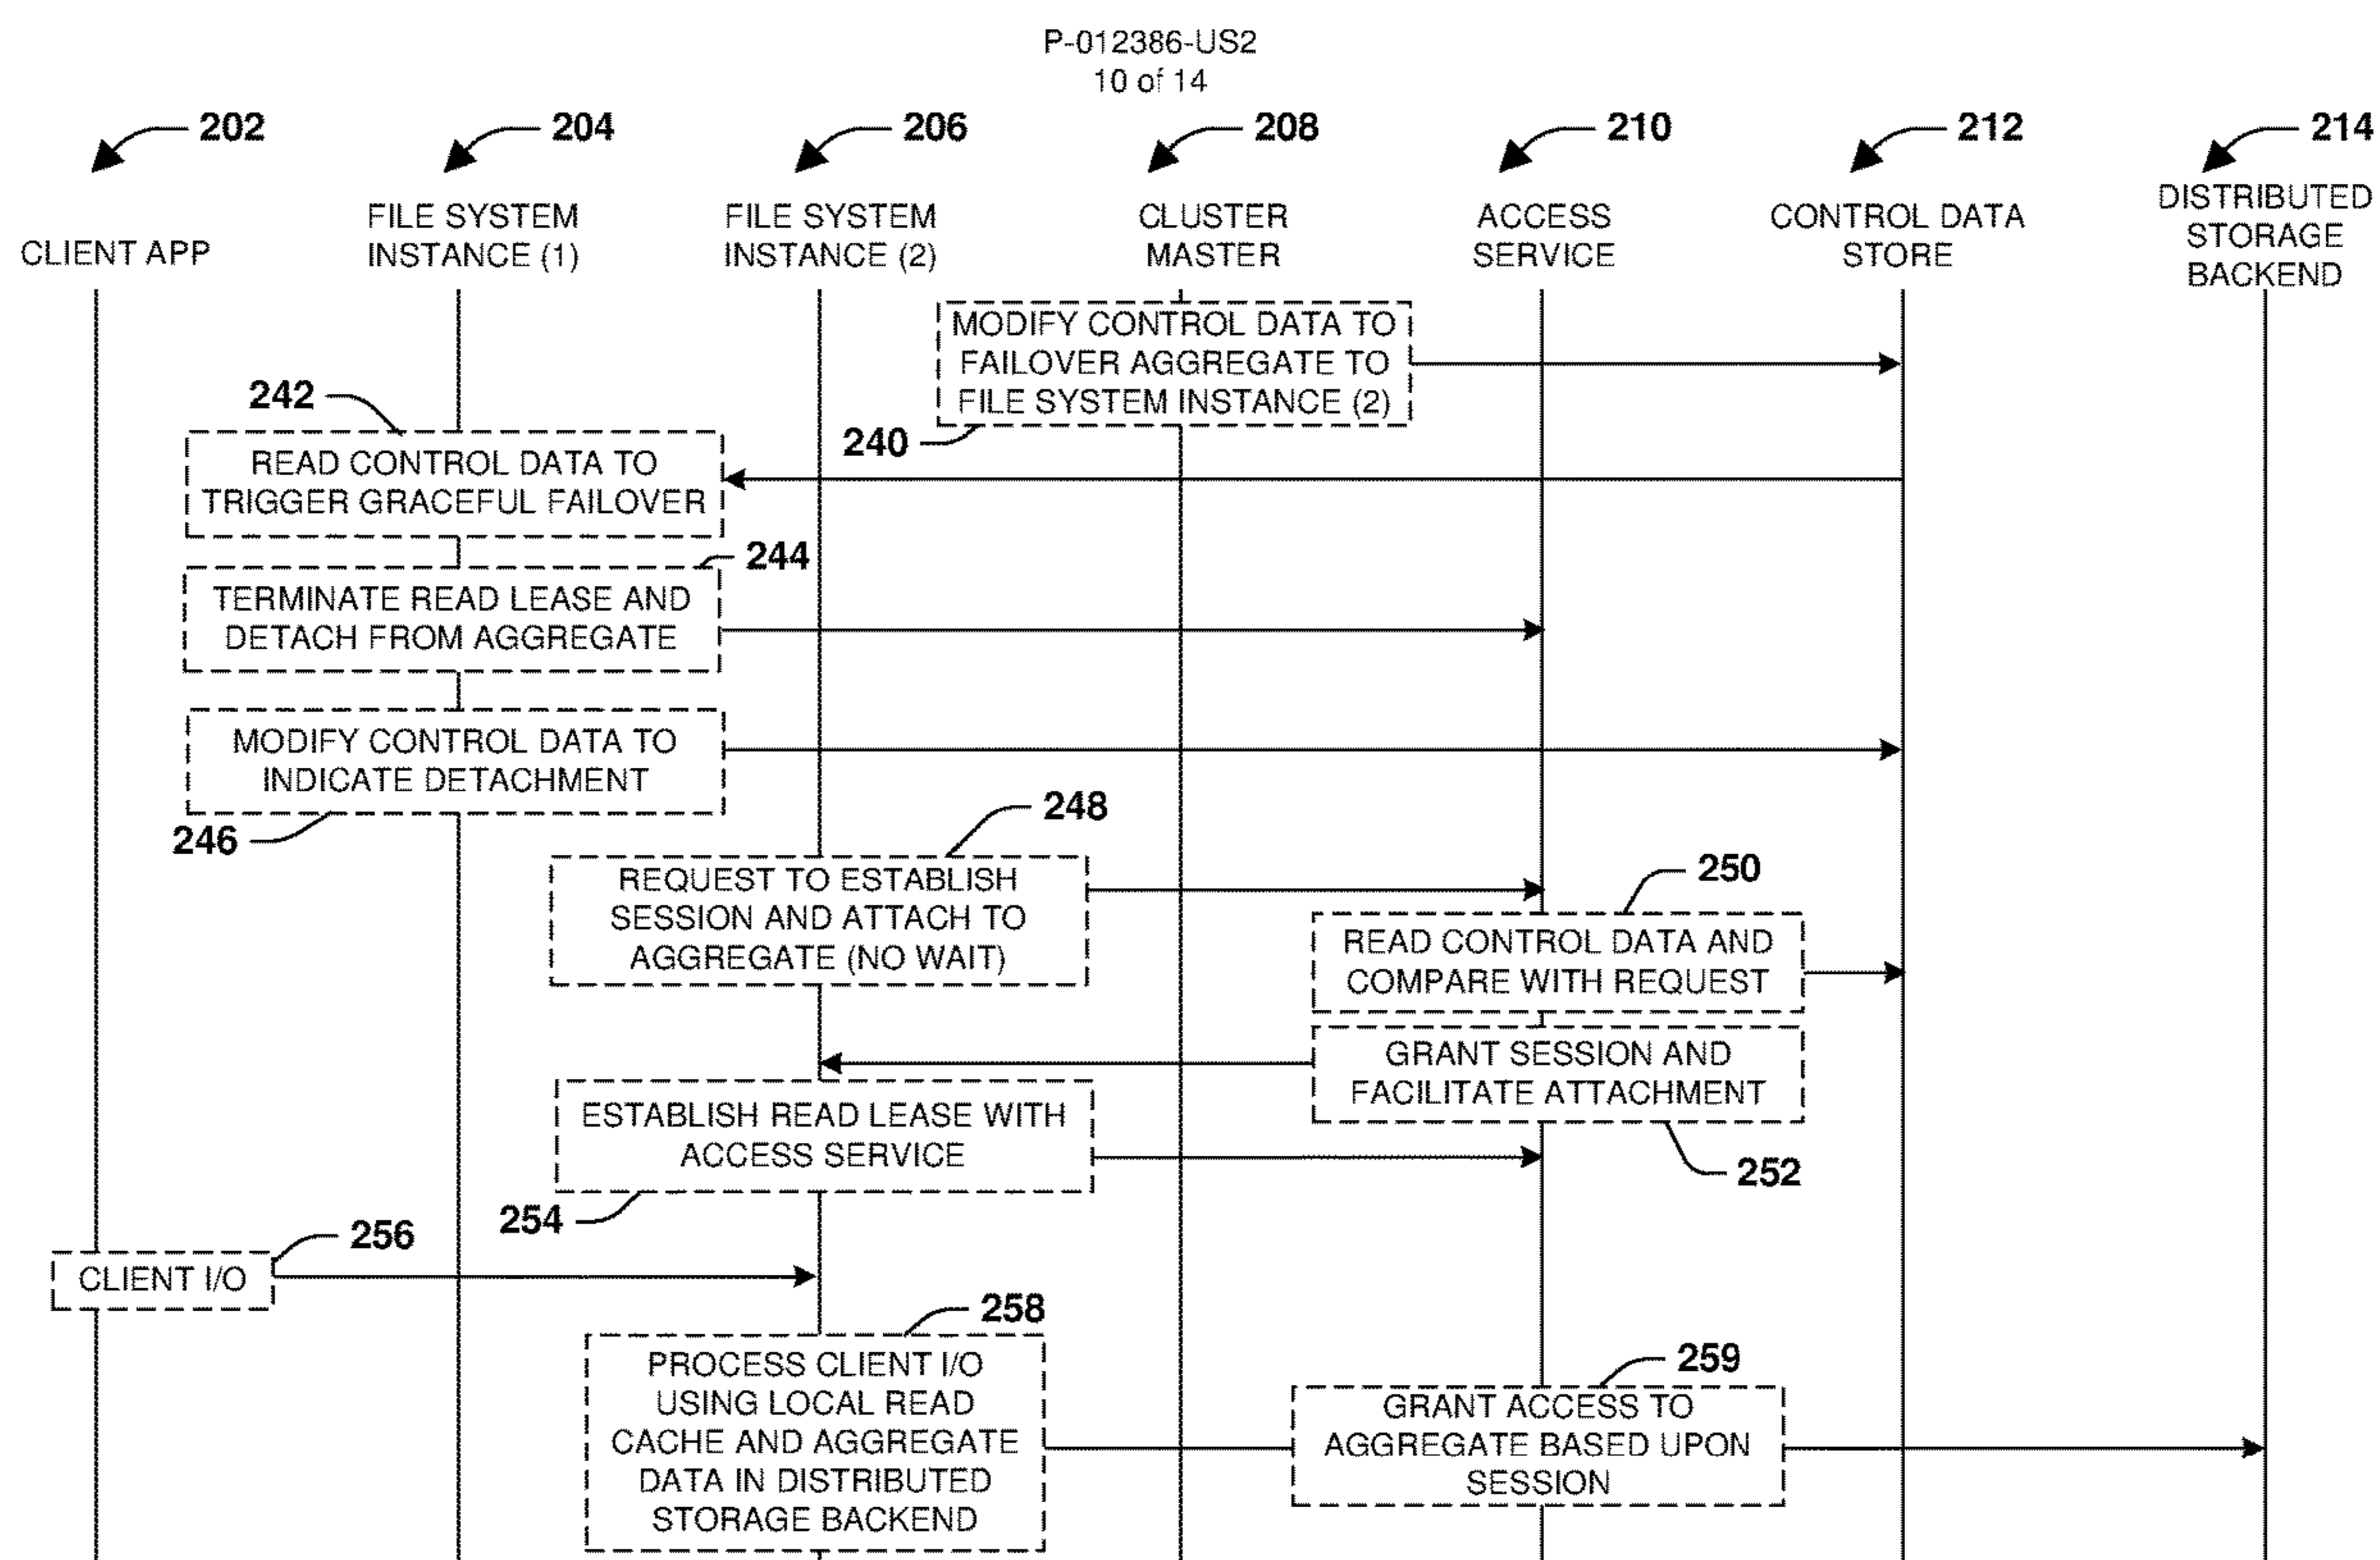 P-012386-US2
10 of 14
202
204
206
208
210
212
214
CLIENT APP
FILE SYSTEM
INSTANCE (1)
FILE SYSTEM
INSTANCE (2)
CLUSTER
MASTER
ACCESS
SERVICE
CONTROL DATA
STORE
DISTRIBUTED
STORAGE
BACKEND
MODIFY CONTROL DATA TO
FAILOVER AGGREGATE TO
FILE SYSTEM INSTANCE (2)
240
242
READ CONTROL DATA TO
TRIGGER GRACEFUL FAILOVER
244
TERMINATE READ LEASE AND
DETACH FROM AGGREGATE
MODIFY CONTROL DATA TO
INDICATE DETACHMENT
246
248
REQUEST TO ESTABLISH
SESSION AND ATTACH TO
AGGREGATE (NO WAIT)
250
READ CONTROL DATA AND
COMPARE WITH REQUEST
GRANT SESSION AND
FACILITATE ATTACHMENT
252
ESTABLISH READ LEASE WITH
ACCESS SERVICE
254
256
CLIENT I/O
258
PROCESS CLIENT I/O
USING LOCAL READ
CACHE AND AGGREGATE
DATA IN DISTRIBUTED
STORAGE BACKEND
259
GRANT ACCESS TO
AGGREGATE BASED UPON
SESSION